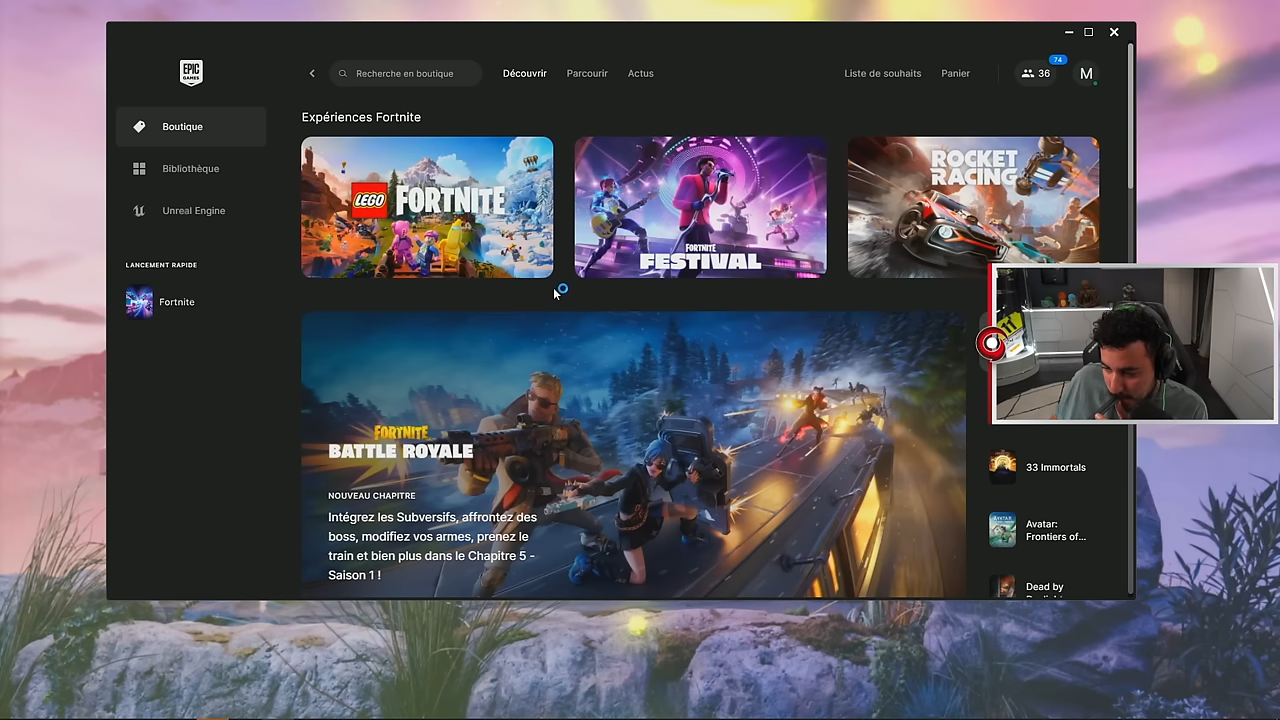 EPIC
GAMES
Recherche en boutique
Découvrir
Parcourir
Actus
Liste de souhaits
Panier
74
36
M
Boutique
Bibliothèque
Unreal Engine
LANCEMENT RAPIDE
Fortnite
Expériences Fortnite
LEGO FORTNITE
FORTNITE
FESTIVAL
ROCKET
RACING
FORTNITE
BATTLE ROYALE
NOUVEAU CHAPITRE
Intégrez les Subversifs, affrontez des
boss, modifiez vos armes, prenez le
train et bien plus dans le Chapitre 5 -
Saison 1 !
33 Immortals
Avatar:
Frontiers of...
Dead by